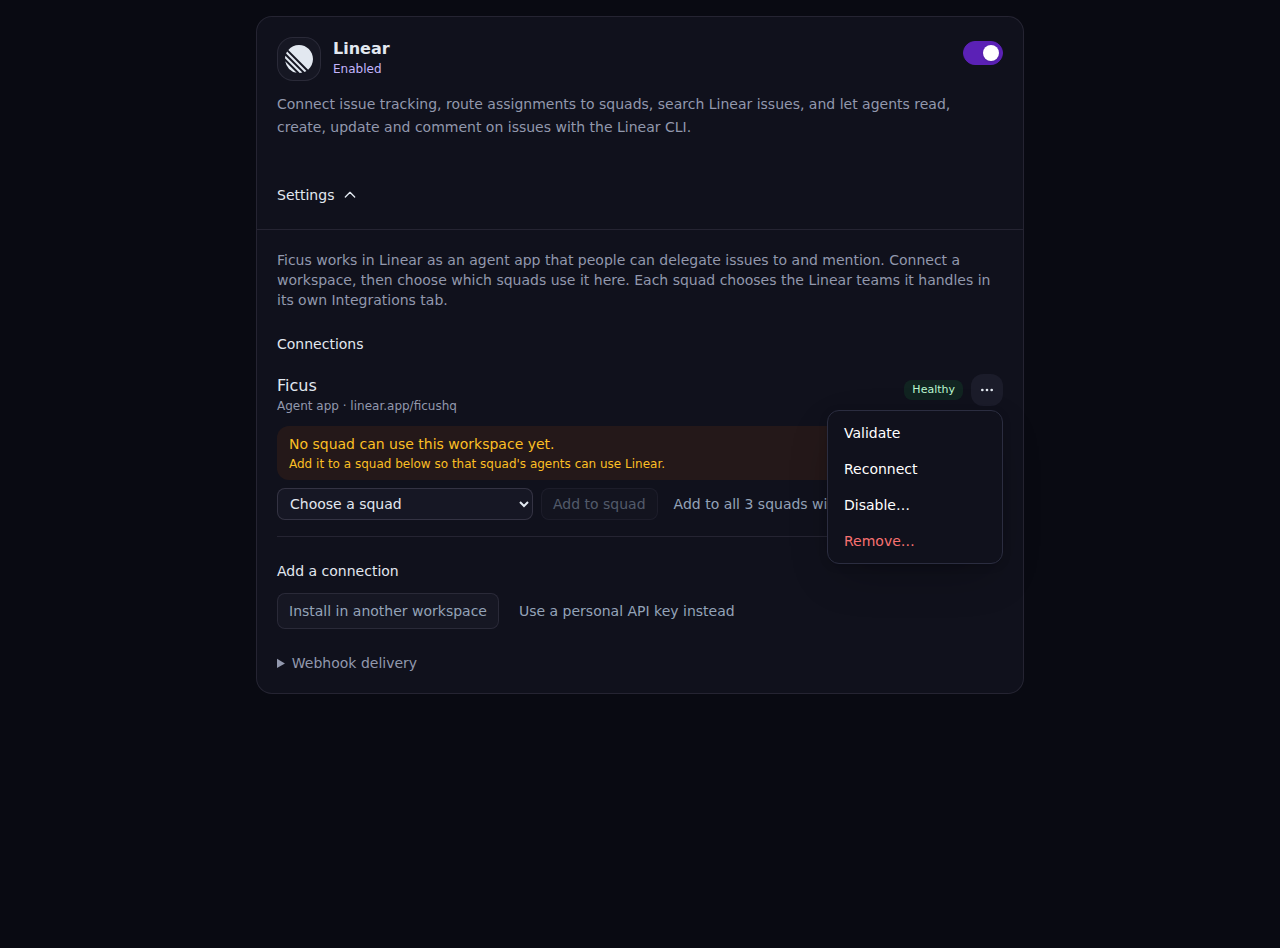 Linear
Enabled
Connect issue tracking, route assignments to squads, search Linear issues, and let agents read,
create, update and comment on issues with the Linear CLI.
Settings
Ficus works in Linear as an agent app that people can delegate issues to and mention. Connect a
workspace, then choose which squads use it here. Each squad chooses the Linear teams it handles in
its own Integrations tab.
Connections
Ficus
Healthy
Agent app · linear.app/ficushq
No squad can use this workspace yet.
Add it to a squad below so that squad's agents can use Linear.
Choose a squad
Add to squad
Add to all 3 squads wi
Validate
Reconnect
Disable...
Remove...
Add a connection
Install in another workspace
Use a personal API key instead
Webhook delivery